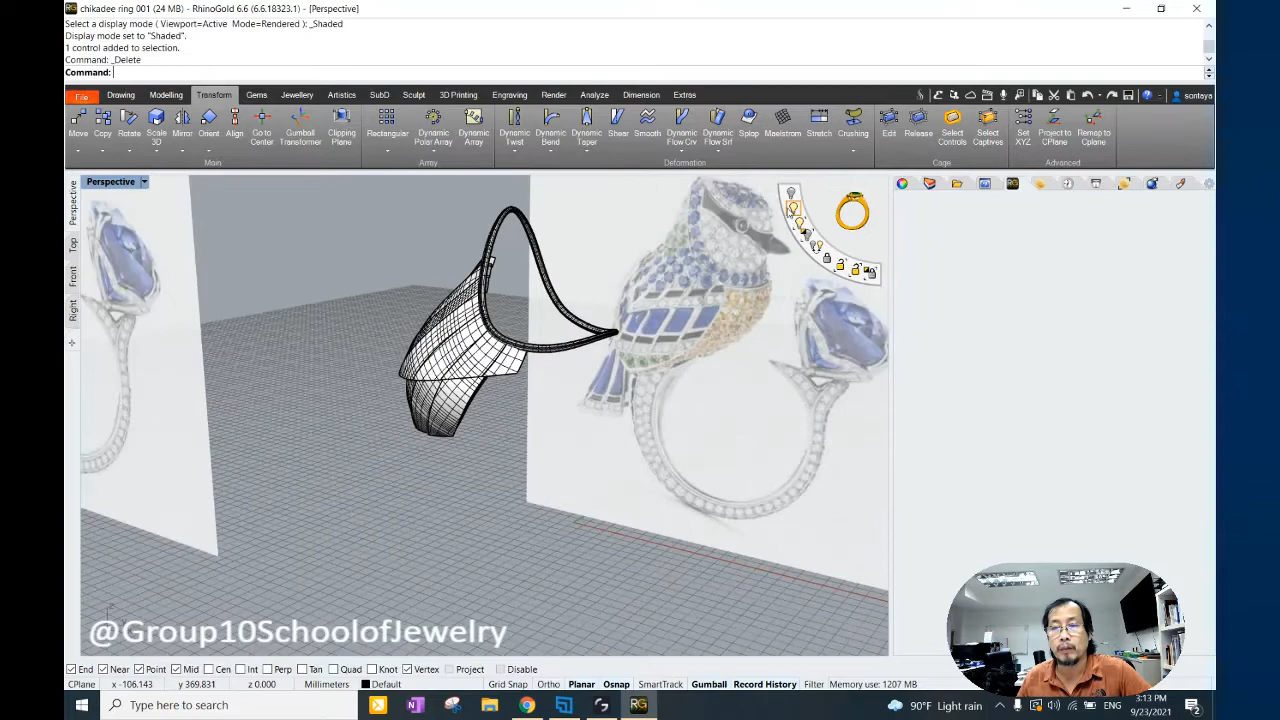 chikadee ring 001 (24 MB) - RhinoGold 6.6 (6.6.18323.1) - [Perspective]
Select a display mode ( Viewport=Active  Mode=Rendered ): _Shaded
Display mode set to "Shaded".
1 control added to selection.
Command: _Delete
Command:
File Drawing Modelling Transform Gems Jewellery Artistics SubD Sculpt 3D Printing Engraving Render Analyze Dimension Extras sontaya
Move Copy Rotate Scale 3D Mirror Orient Align Go to Center Gumball Transformer Clipping Plane Rectangular Dynamic Polar Array Dynamic Array Dynamic Twist Dynamic Bend Dynamic Taper Shear Smooth Dynamic Flow Crv Dynamic Flow Srf Splop Maelstrom Stretch Crushing Edit Release Select Controls Select Captives Set XYZ Project to CPlane Remap to Cplane
Main Array Deformation Cage Advanced
Perspective
Perspective
Top
Front
Right
@Group10SchoolofJewelry
End Near Point Mid Cen Int Perp Tan Quad Knot Vertex Project Disable
CPlane x -106.143 y 369.831 z 0.000 Millimeters Default Grid Snap Ortho Planar Osnap SmartTrack Gumball Record History Filter Memory use: 1207 MB
Type here to search 90°F Light rain ENG 3:13 PM
9/23/2021 2